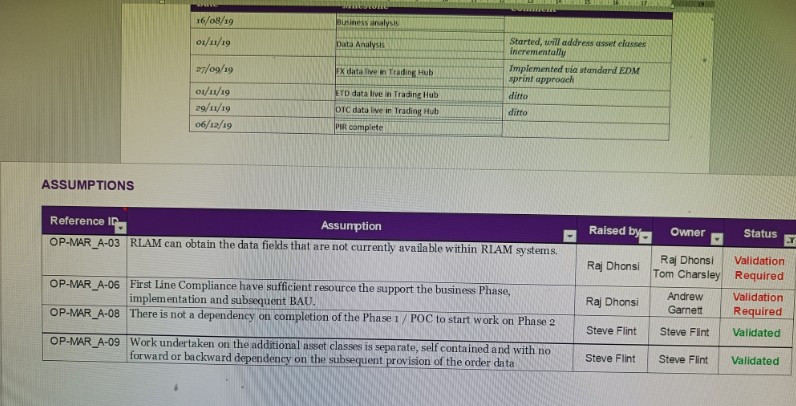 16/08/19 Business analysis
01/11/19 Data Analysis Started, will address asset classes
incrementally
27/09/19 FX data live in Trading Hub Implemented via standard EDM
sprint approach
01/11/19 ETD data live in Trading Hub ditto
29/11/19 OTC data live in Trading Hub ditto
06/12/19 PIR complete
ASSUMPTIONS
Reference ID Assumption Raised by Owner Status
OP-MAR_A-03 RLAM can obtain the data fields that are not currently available within RLAM systems. Raj Dhonsi Raj Dhonsi Validation
Tom Charsley Required
OP-MAR_A-06 First Line Compliance have sufficient resource the support the business Phase, Raj Dhonsi Andrew Validation
implementation and subsequent BAU. Garnett Required
OP-MAR_A-08 There is not a dependency on completion of the Phase 1 / POC to start work on Phase 2 Steve Flint Steve Flint Validated
OP-MAR_A-09 Work undertaken on the additional asset classes is separate, self contained and with no Steve Flint Steve Flint Validated
forward or backward dependency on the subsequent provision of the order data